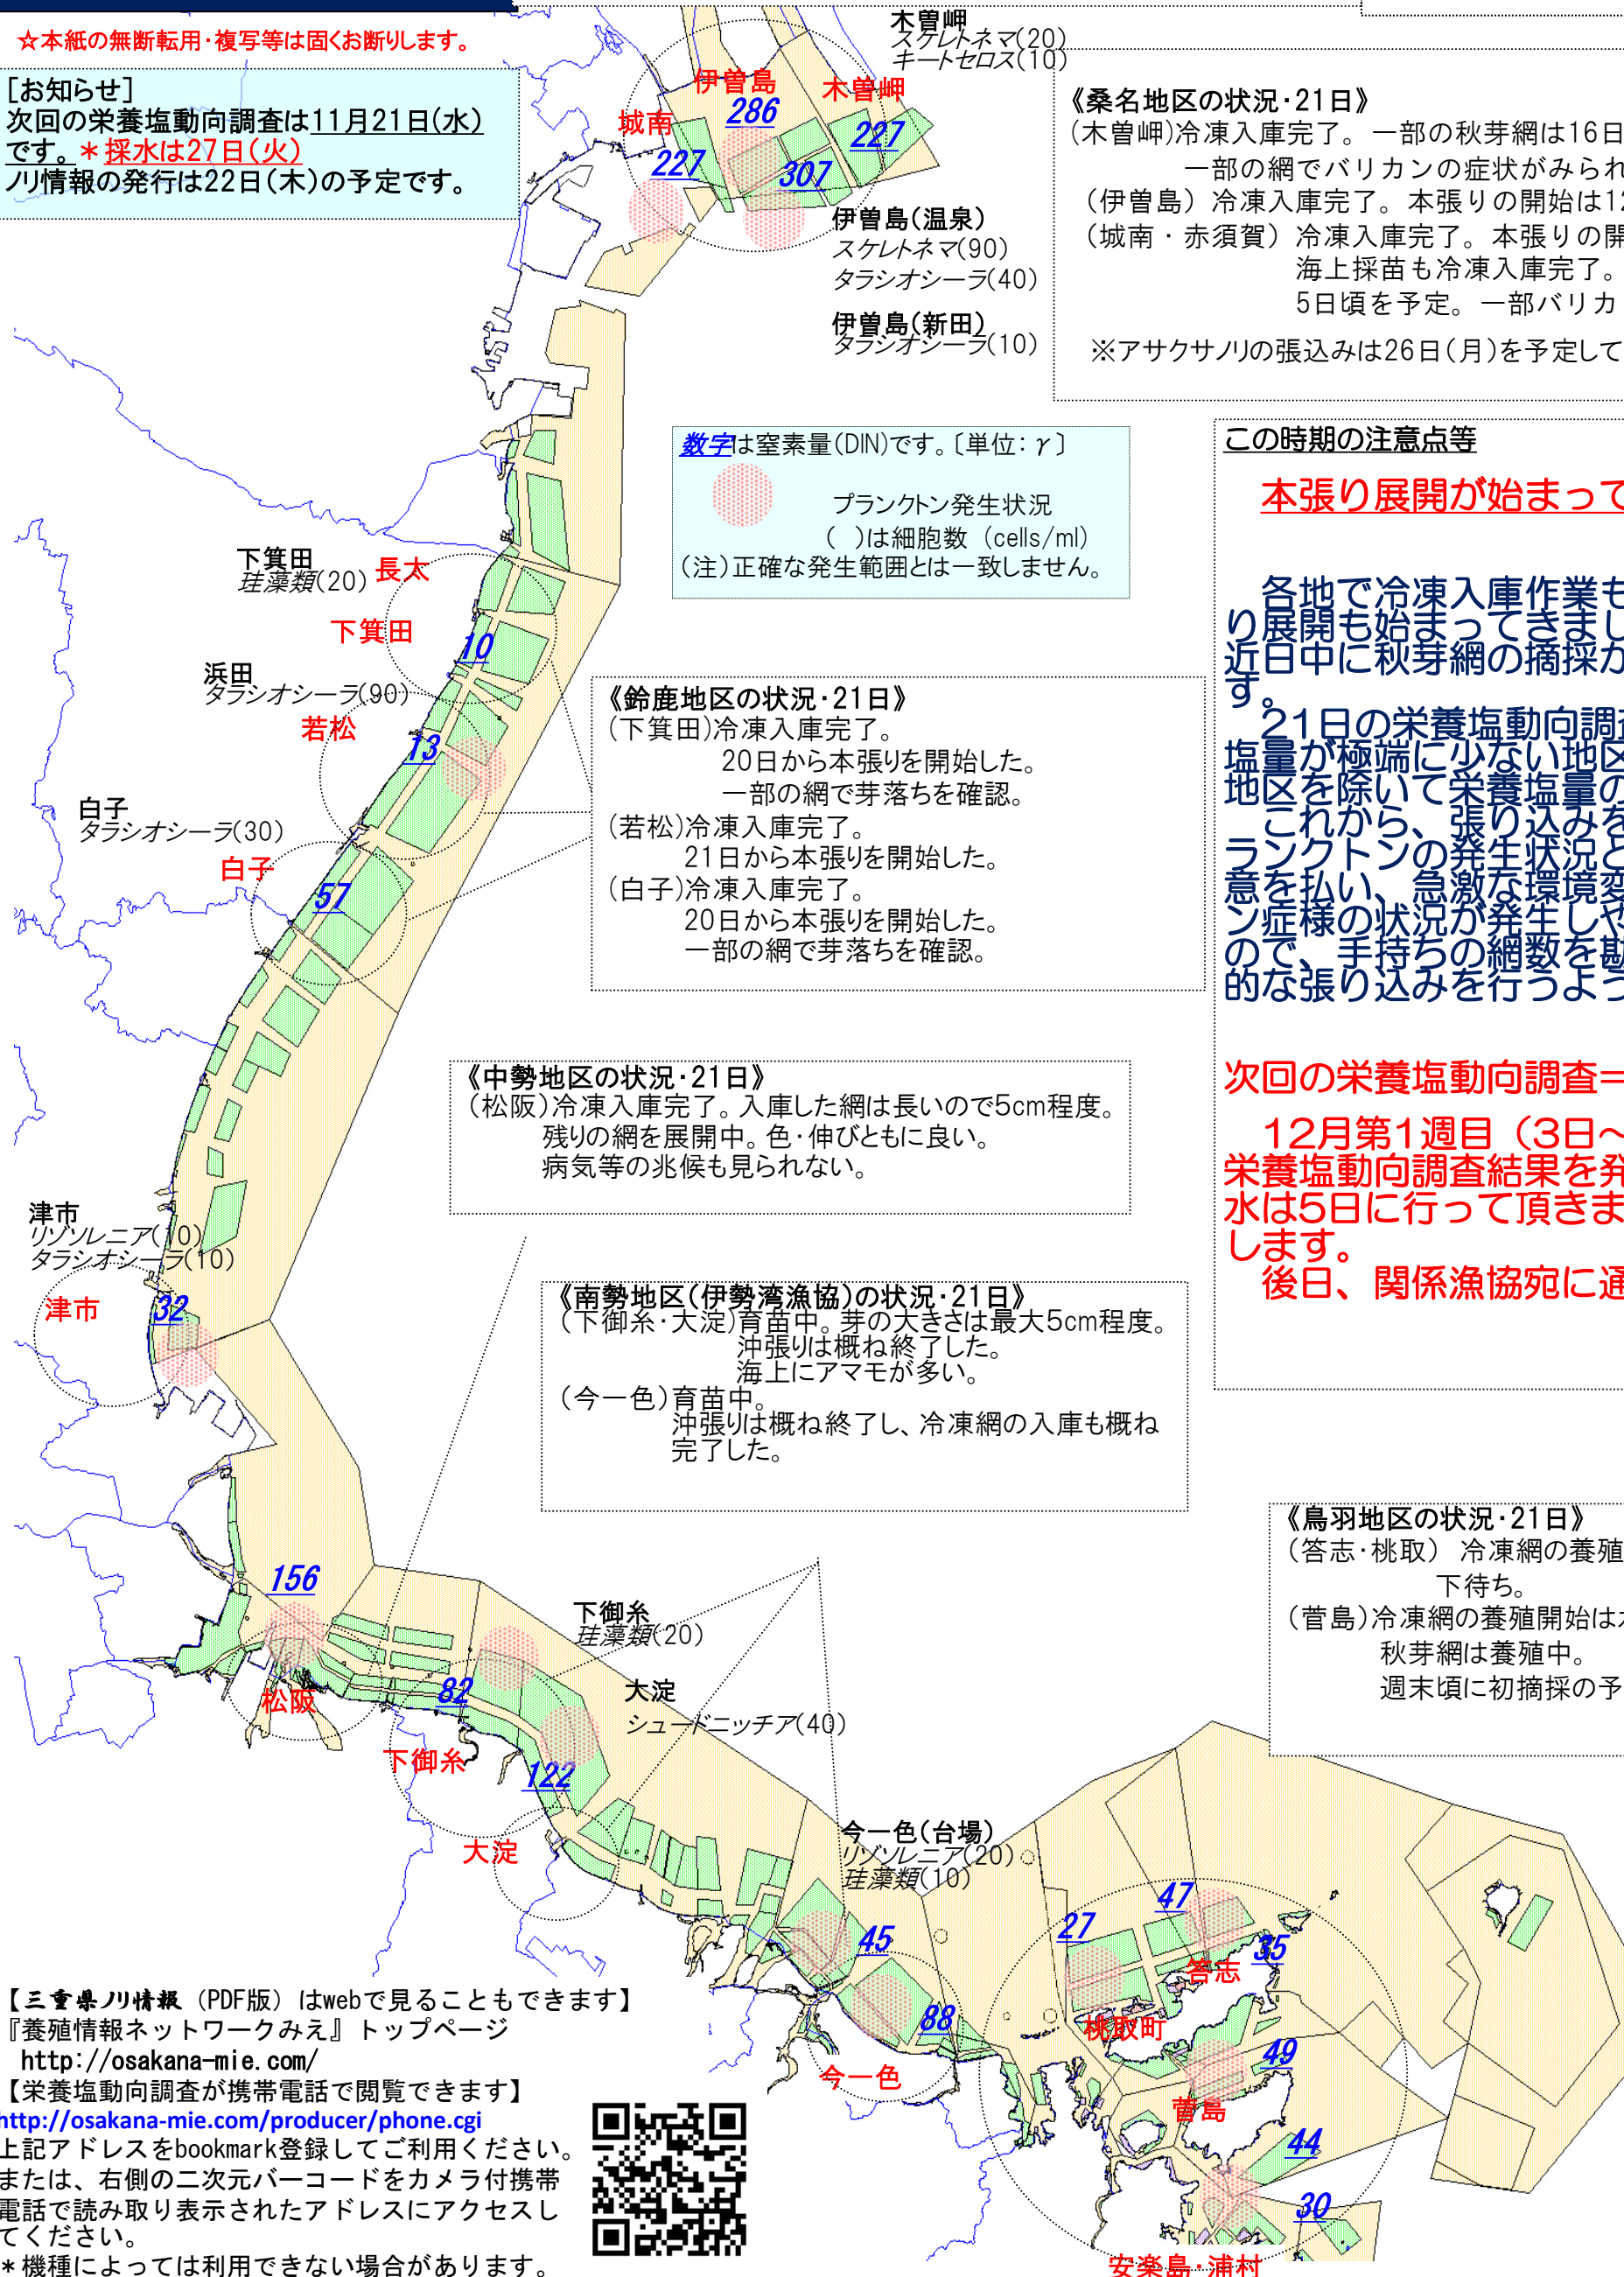 ☆本紙の無断転用・複写等は固くお断りします。
[お知らせ]
次回の栄養塩動向調査は11月21日(水)
です。＊採水は27日(火)
ノリ情報の発行は22日(木)の予定です。
木曽岬
スケレトネマ(20)
キートセロス(10)
伊曽島
286
木曽岬
城南
227
227
307
伊曽島(温泉)
スケレトネマ(90)
タラシオシーラ(40)
伊曽島(新田)
タラシオシーラ(10)
《桑名地区の状況・21日》
(木曽岬)冷凍入庫完了。一部の秋芽網は16日
一部の網でバリカンの症状がみられ
（伊曽島）冷凍入庫完了。本張りの開始は12
（城南・赤須賀）冷凍入庫完了。本張りの開
海上採苗も冷凍入庫完了。
5日頃を予定。一部バリカ
※アサクサノリの張込みは26日(月)を予定して
数字は窒素量(DIN)です。〔単位：γ〕
プランクトン発生状況
(　)は細胞数（cells/ml）
(注)正確な発生範囲とは一致しません。
この時期の注意点等
本張り展開が始まって
各地で冷凍入庫作業も
り展開も始まってきまし
近日中に秋芽網の摘採が
す。
21日の栄養塩動向調査
塩量が極端に少ない地区
地区を除いて栄養塩量の
これから、張り込みを
ランクトンの発生状況と
意を払い、急激な環境変
ン症様の状況が発生しや
ので、手持ちの網数を勘
的な張り込みを行うよう
次回の栄養塩動向調査＝
12月第1週目（3日～
栄養塩動向調査結果を発
水は5日に行って頂きま
します。
後日、関係漁協宛に通
下箕田
珪藻類(20)
長太
下箕田
10
浜田
タラシオシーラ(90)
若松
13
白子
タラシオシーラ(30)
白子
57
《鈴鹿地区の状況・21日》
(下箕田)冷凍入庫完了。
20日から本張りを開始した。
一部の網で芽落ちを確認。
(若松)冷凍入庫完了。
21日から本張りを開始した。
(白子)冷凍入庫完了。
20日から本張りを開始した。
一部の網で芽落ちを確認。
《中勢地区の状況・21日》
(松阪)冷凍入庫完了。入庫した網は長いので5cm程度。
残りの網を展開中。色・伸びともに良い。
病気等の兆候も見られない。
津市
リゾソレニア(10)
タラシオシーラ(10)
津市
32
《南勢地区(伊勢湾漁協)の状況・21日》
(下御糸・大淀)育苗中。芽の大きさは最大5cm程度。
沖張りは概ね終了した。
海上にアマモが多い。
(今一色)育苗中。
沖張りは概ね終了し、冷凍網の入庫も概ね
完了した。
《鳥羽地区の状況・21日》
(答志・桃取） 冷凍網の養殖
下待ち。
(菅島)冷凍網の養殖開始は
秋芽網は養殖中。
週末頃に初摘採の予
156
松阪
下御糸
珪藻類(20)
82
下御糸
大淀
シュードニッチア(40)
122
大淀
今一色(台場)
リゾソレニア(20)
珪藻類(10)
45
88
今一色
27
47
35
答志
桃取町
49
菅島
44
30
安楽島・浦村
【三重県ノリ情報（PDF版）はwebで見ることもできます】
『養殖情報ネットワークみえ』トップページ
http://osakana-mie.com/
【栄養塩動向調査が携帯電話で閲覧できます】
http://osakana-mie.com/producer/phone.cgi
上記アドレスをbookmark登録してご利用ください。
または、右側の二次元バーコードをカメラ付携帯
電話で読み取り表示されたアドレスにアクセスし
てください。
＊機種によっては利用できない場合があります。